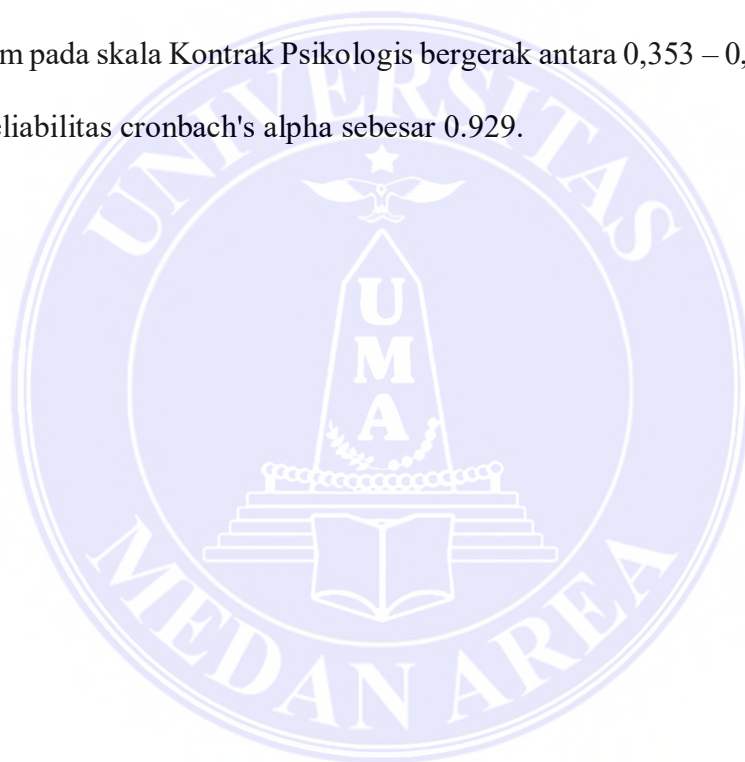 m pada skala Kontrak Psikologis bergerak antara 0,353 – 0,
eliabilitas cronbach's alpha sebesar 0.929.
UNIVERSITAS
U
M
A
MEDAN AREA